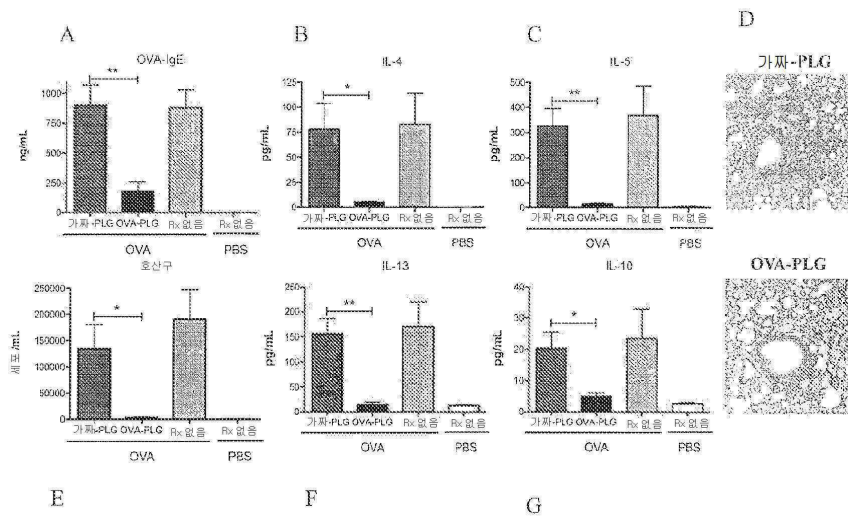 A
B
C
D
OVA-IgE
IL-4
IL-5
가짜-PLG
ng/mL
1000
750
500
250
0
**
가짜-PLG OVA-PLG Rx 없음 Rx 없음
OVA PBS
pg/mL
125
100
75
50
25
0
*
가짜-PLG OVA-PLG Rx 없음 Rx 없음
OVA PBS
pg/mL
500
400
300
200
100
0
**
가짜-PLG OVA-PLG Rx 없음 Rx 없음
OVA PBS
호산구
IL-13
IL-10
OVA-PLG
세포/mL
250000
200000
150000
100000
50000
0
*
가짜-PLG OVA-PLG Rx 없음 Rx 없음
OVA PBS
pg/mL
200
150
100
50
0
**
가짜-PLG OVA-PLG Rx 없음 Rx 없음
OVA PBS
pg/mL
40
30
20
10
0
*
가짜-PLG OVA-PLG Rx 없음 Rx 없음
OVA PBS
E
F
G